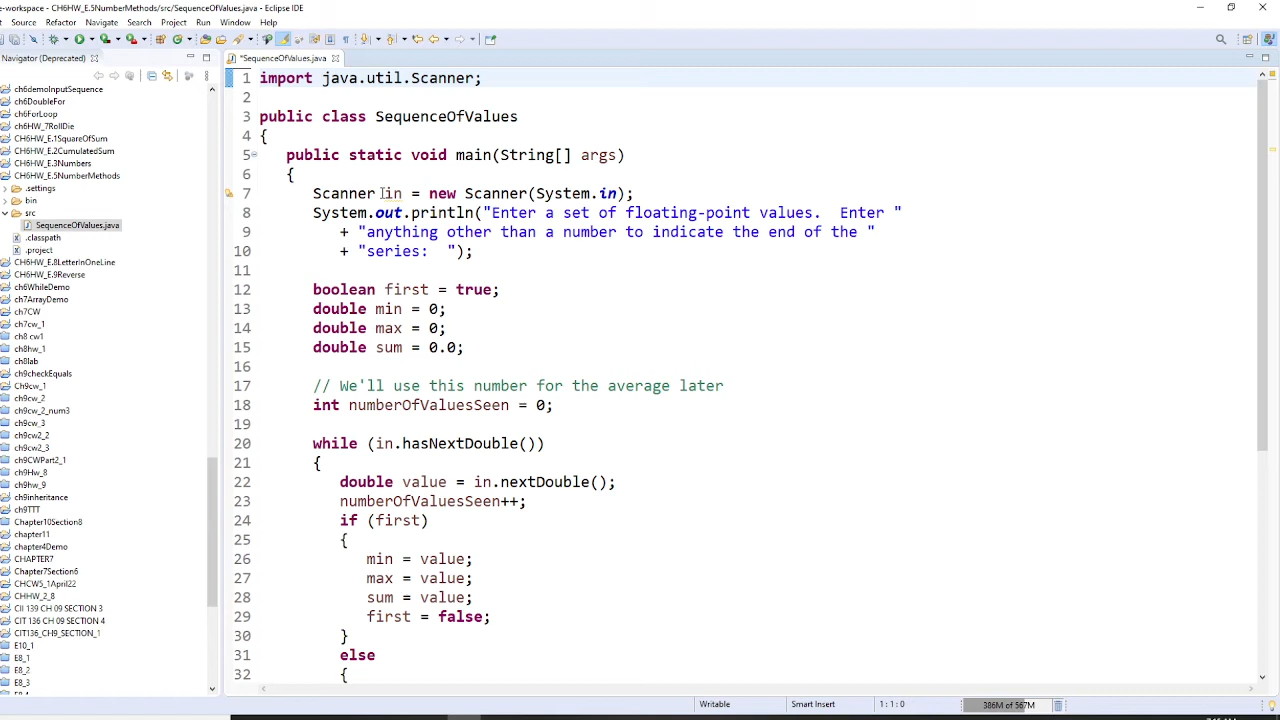 e-workspace - CH6HW_E.5NumberMethods/src/SequenceOfValues.java - Eclipse IDE
Source Refactor Navigate Search Project Run Window Help
Navigator (Deprecated)
*SequenceOfValues.java
ch6demoInputSequence
ch6DoubleFor
ch6ForLoop
ch6HW_7RollDie
CH6HW_E.1SquareOfSum
CH6HW_E.2CumulatedSum
CH6HW_E.3Numbers
CH6HW_E.5NumberMethods
.settings
bin
src
SequenceOfValues.java
.classpath
.project
CH6HW_E.8LetterInOneLine
CH6HW_E.9Reverse
ch6WhileDemo
ch7ArrayDemo
ch7CW
ch7cw_1
ch8 cw1
ch8hw_1
ch8lab
ch9checkEquals
Ch9cw_1
ch9cw_2
ch9cw_2_num3
ch9cw_3
ch9cw2_2
ch9cw2_3
ch9CWPart2_1
ch9Hw_8
ch9hw_9
ch9inheritance
ch9TTT
Chapter10Section8
chapter11
chapter4Demo
CHAPTER7
Chapter7Section6
CHCW5_1April22
CHHW_2_8
CII 139 CH 09 SECTION 3
CIT 136 CH 09 SECTION 4
CIT136_CH9_SECTION_1
E10_1
E8_1
E8_2
E8_3
1 import java.util.Scanner;
2
3 public class SequenceOfValues
4 {
5 public static void main(String[] args)
6 {
7 Scanner in = new Scanner(System.in);
8 System.out.println("Enter a set of floating-point values.  Enter "
9 + "anything other than a number to indicate the end of the "
10 + "series:  ");
11
12 boolean first = true;
13 double min = 0;
14 double max = 0;
15 double sum = 0.0;
16
17 // We'll use this number for the average later
18 int numberOfValuesSeen = 0;
19
20 while (in.hasNextDouble())
21 {
22 double value = in.nextDouble();
23 numberOfValuesSeen++;
24 if (first)
25 {
26 min = value;
27 max = value;
28 sum = value;
29 first = false;
30 }
31 else
32 {
Writable Smart Insert 1:1:0 386M of 567M